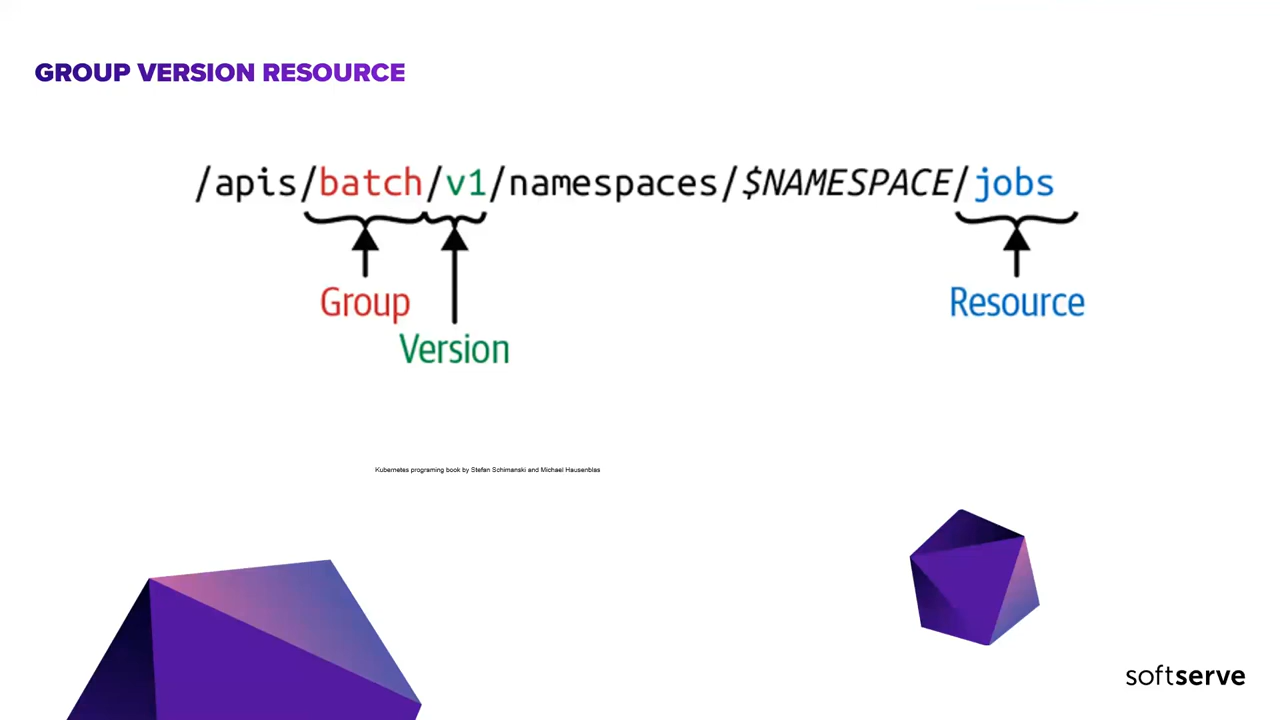 GROUP VERSION RESOURCE
/apis/batch/v1/namespaces/$NAMESPACE/jobs
Group
Resource
Version
Kubernetes programing book by Stefan Schimanski and Michael Hausenblas
softserve